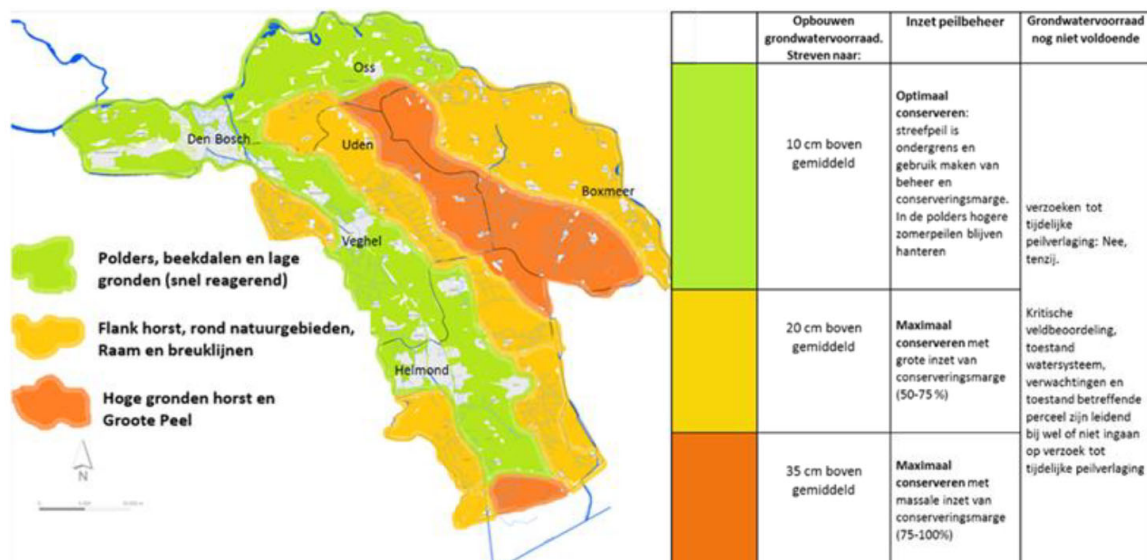 Oss
Den Bosch
Uden
Boxmeer
Veghel
Helmond
Polders, beekdalen en lage
gronden (snel reagerend)
Flank horst, rond natuurgebieden,
Raam en breuklijnen
Hoge gronden horst en
Groote Peel
N
Opbouwen
grondwatervoorraad.
Streven naar:
Inzet peilbeheer
Grondwatervoorraad
nog niet voldoende
10 cm boven
gemiddeld
Optimaal
conserveren:
streefpeil is
ondergrens en
gebruik maken van
beheer en
conserveringsmarge.
In de polders hogere
zomerpeilen blijven
hanteren
20 cm boven
gemiddeld
Maximaal
conserveren met
grote inzet van
conserveringsmarge
(50-75 %)
35 cm boven
gemiddeld
Maximaal
conserveren met
massale inzet van
conserveringsmarge
(75-100%)
verzoeken tot
tijdelijke
peilverlaging: Nee,
tenzij.
Kritische
veldbeoordeling,
toestand
watersysteem,
verwachtingen en
toestand betreffende
perceel zijn leidend
bij wel of niet ingaan
op verzoek tot
tijdelijke peilverlaging